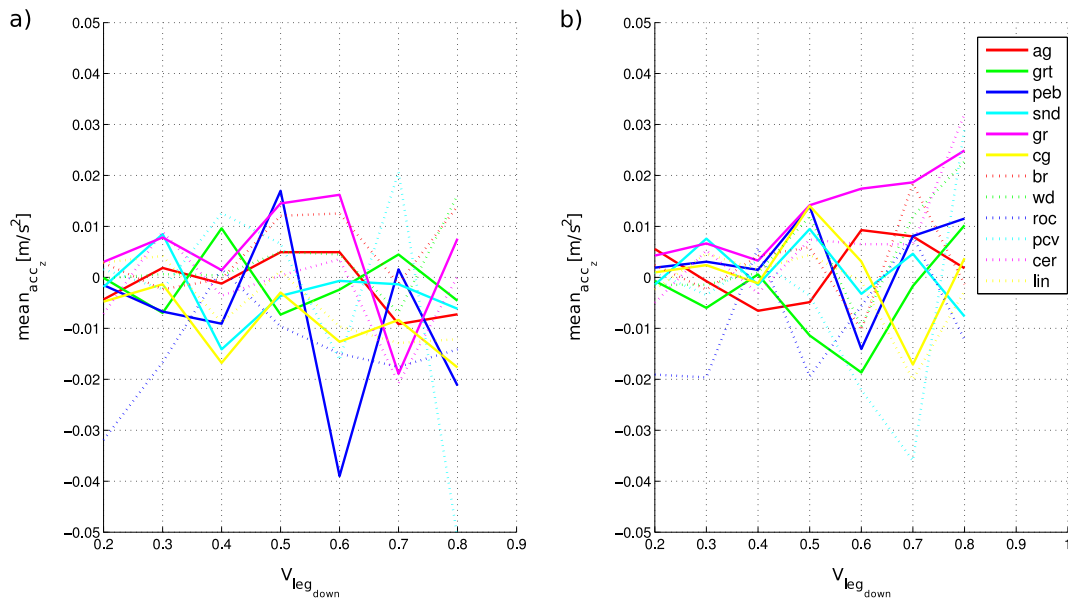 a)
0.05
0.04
0.03
0.02
0.01
0
−0.01
−0.02
−0.03
−0.04
−0.05
0.2 0.3 0.4 0.5 0.6 0.7 0.8 0.9
mean_acc_z [m/s²]
V_leg_down
b)
0.05
0.04
0.03
0.02
0.01
0
−0.01
−0.02
−0.03
−0.04
−0.05
0.2 0.3 0.4 0.5 0.6 0.7 0.8 0.9 1
mean_acc_z [m/s²]
V_leg_down
ag
grt
peb
snd
gr
cg
br
wd
roc
pcv
cer
lin